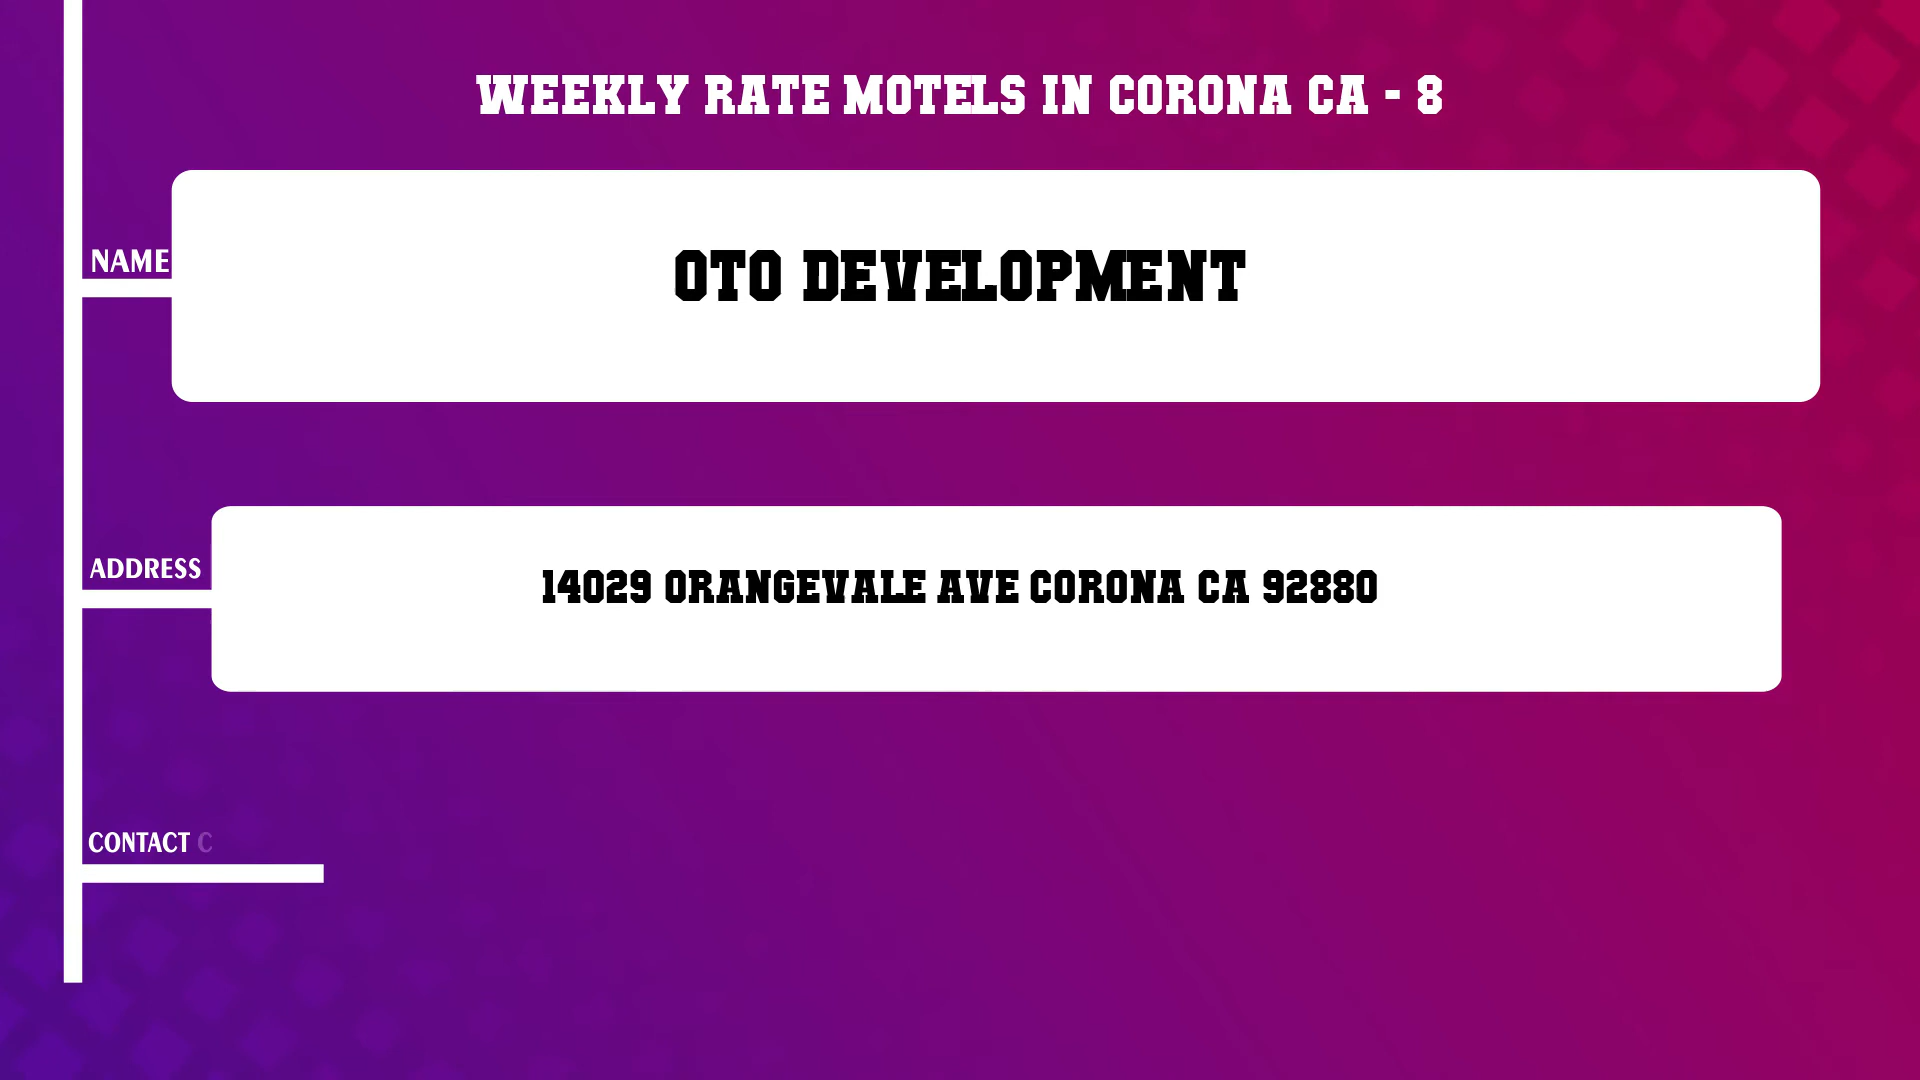 WEEKLY RATE MOTELS IN CORONA CA - 8
NAME
OTO DEVELOPMENT
ADDRESS
14029 ORANGEVALE AVE CORONA CA 92880
CONTACT C